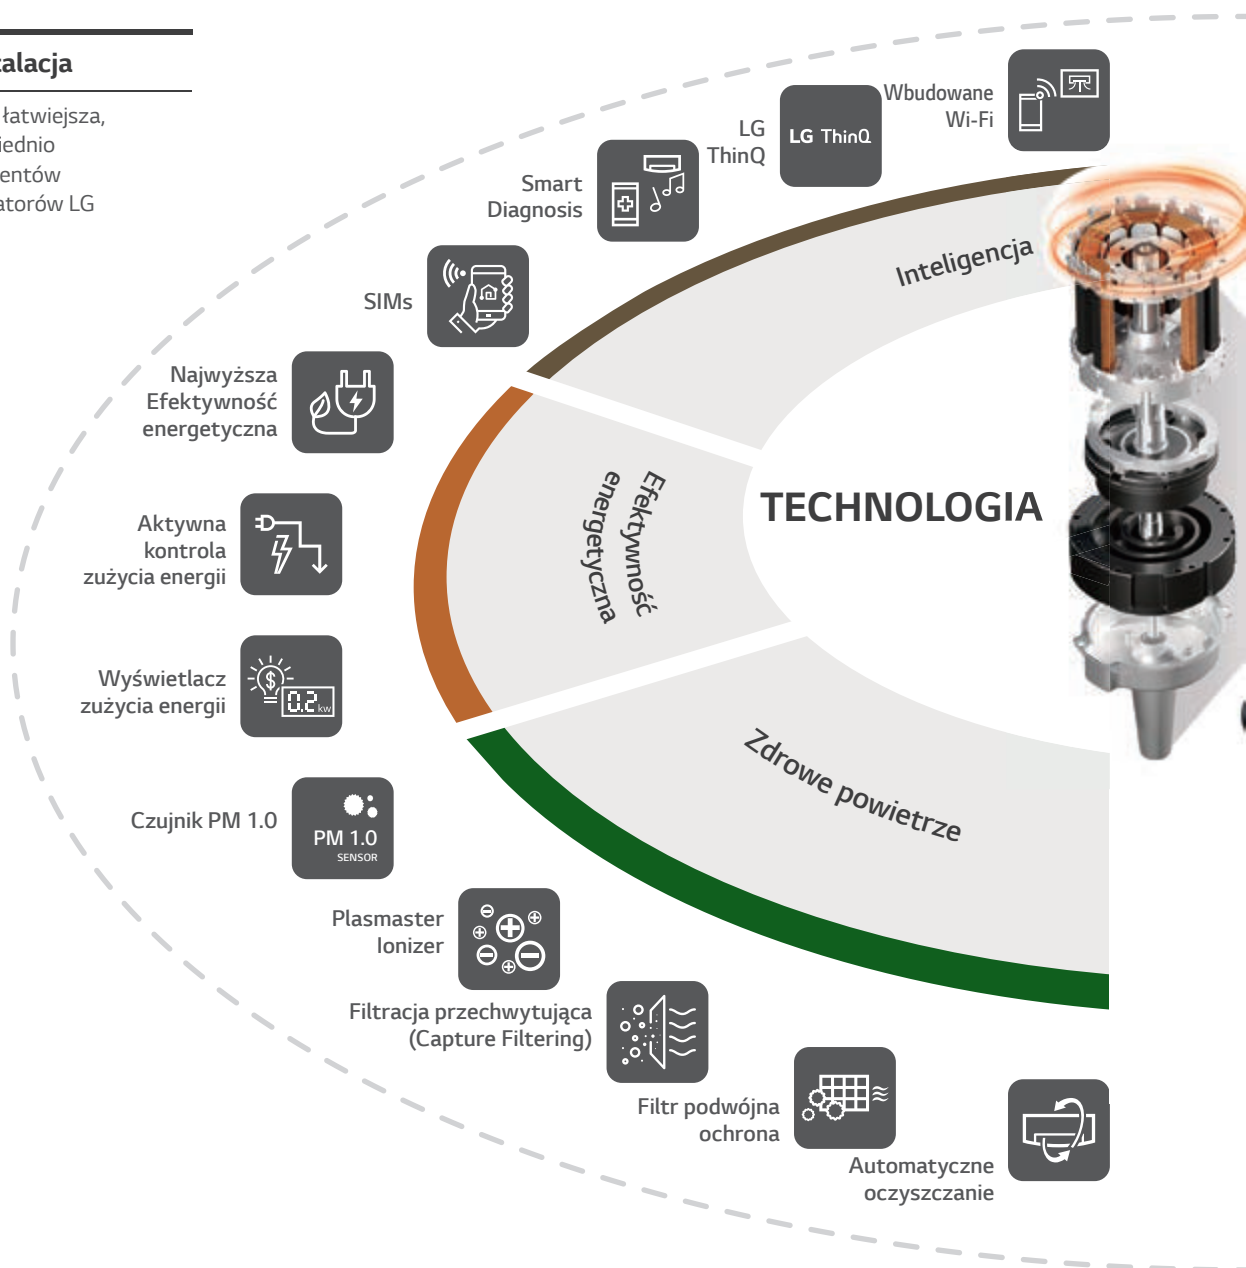 alacja
łatwiejsza,
iednio
entów
atorów LG
Wbudowane
Wi-Fi
LG
ThinQ
LG ThinQ
Smart
Diagnosis
SIMs
Najwyższa
Efektywność
energetyczna
Aktywna
kontrola
zużycia energii
Wyświetlacz
zużycia energii
0.2 kw
Czujnik PM 1.0
PM 1.0
SENSOR
Plasmaster
Ionizer
Filtracja przechwytująca
(Capture Filtering)
Filtr podwójna
ochrona
Automatyczne
oczyszczanie
Inteligencja
Efektywność
energetyczna
TECHNOLOGIA
Zdrowe powietrze